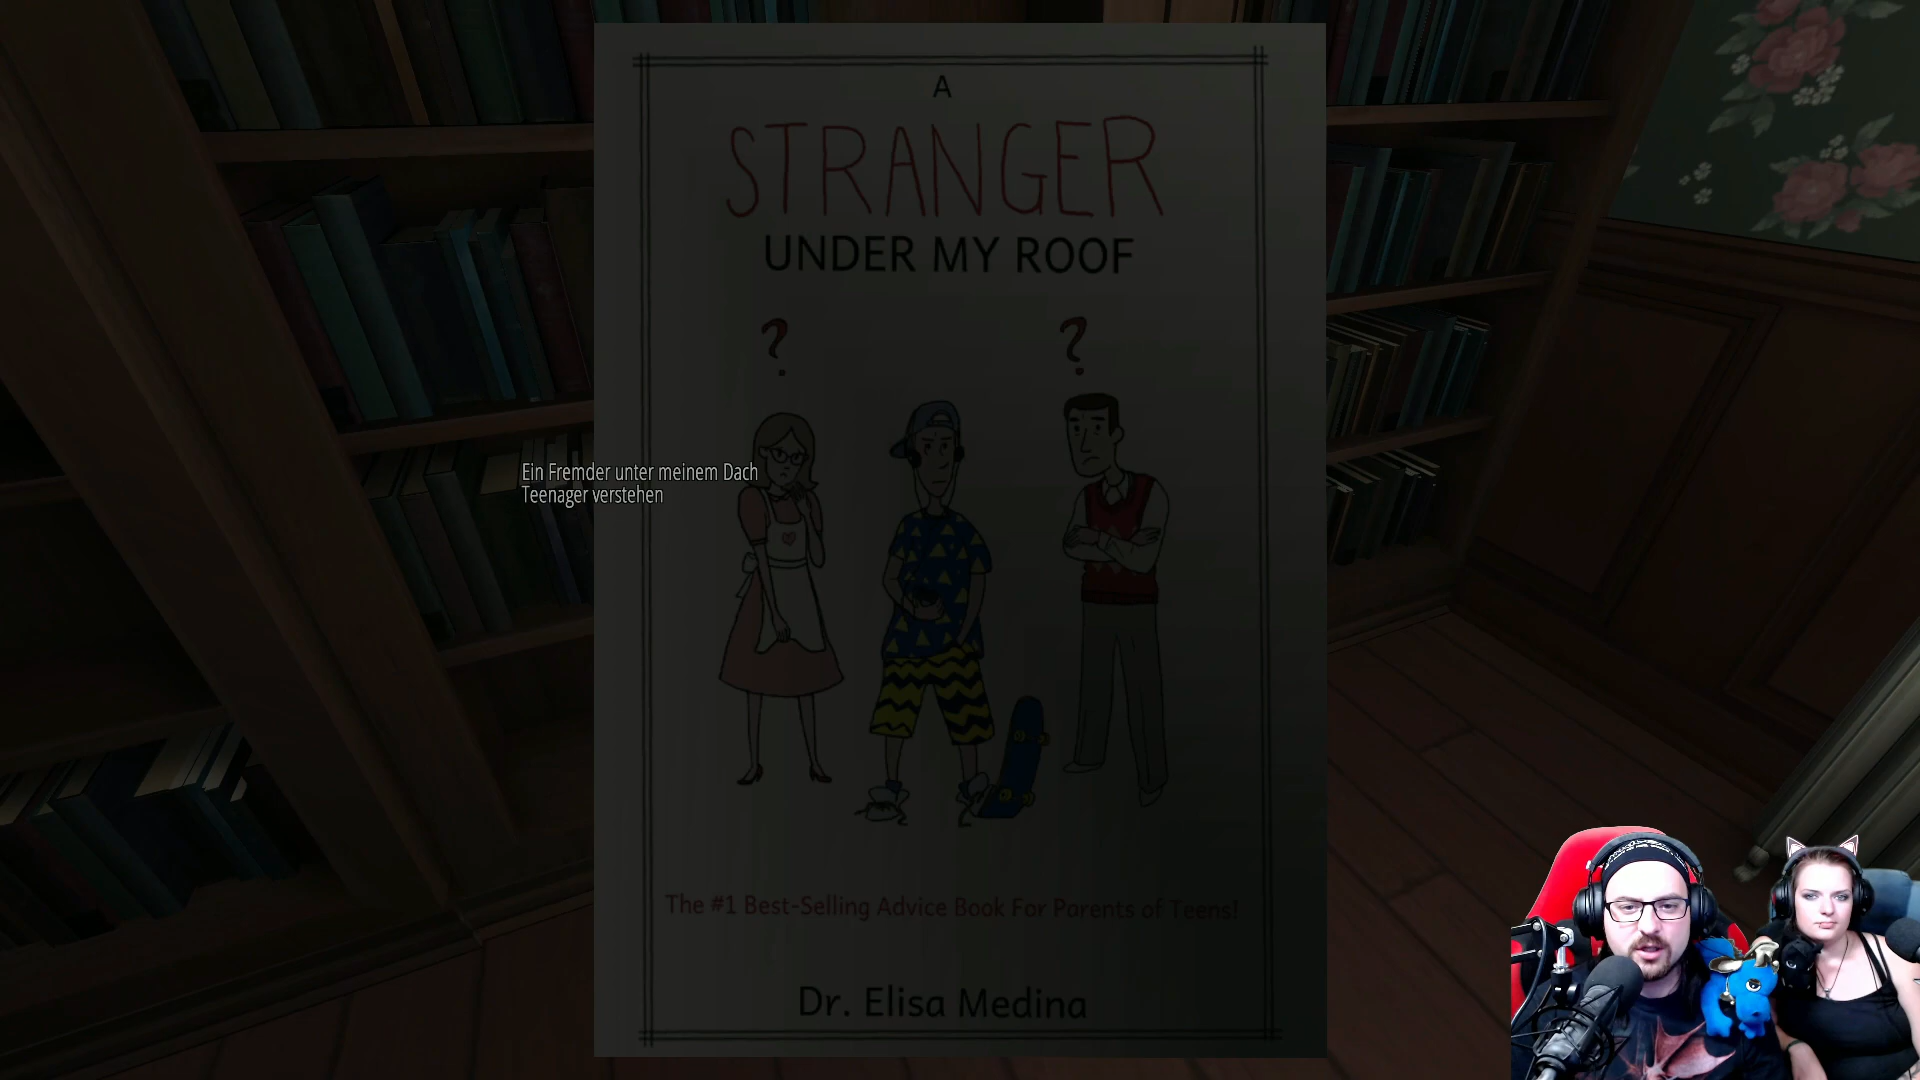 A
STRANGER
UNDER MY ROOF
?
?
Ein Fremder unter meinem Dach
Teenager verstehen
The #1 Best-Selling Advice Book For Parents of Teens!
Dr. Elisa Medina